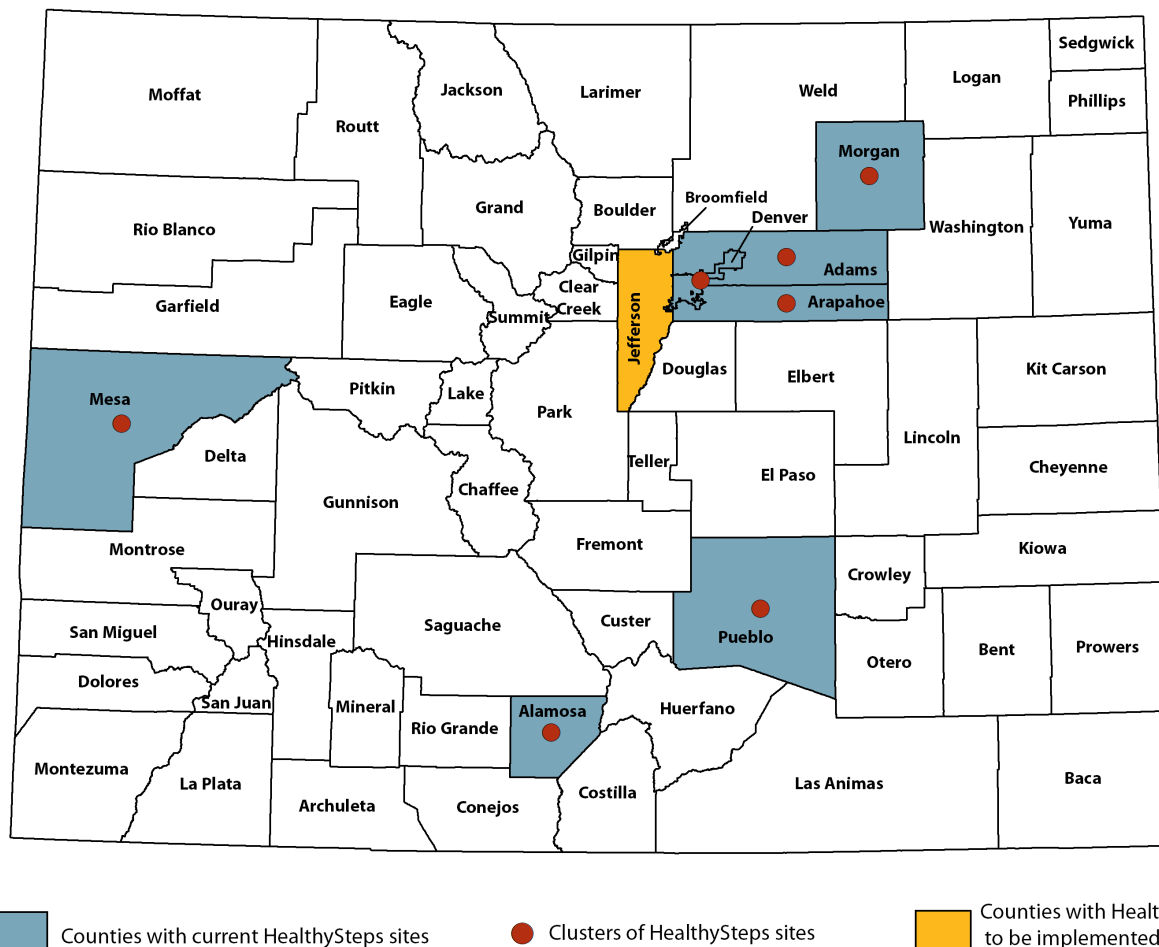 Sedgwick
Logan
Jackson
Larimer
Weld
Moffat
Phillips
Routt
Morgan
Broomfield
Grand
Boulder
Denver
Yuma
Rio Blanco
Washington
Gilpin
Adams
Clear
Creek
Eagle
Arapahoe
Garfield
Summit
Jefferson
Douglas
Kit Carson
Elbert
Pitkin
Lake
Mesa
Park
Lincoln
Delta
Teller
Cheyenne
El Paso
Chaffee
Gunnison
Fremont
Montrose
Kiowa
Crowley
Ouray
Custer
Saguache
San Miguel
Hinsdale
Pueblo
Prowers
Bent
Otero
Dolores
San Juan
Mineral
Alamosa
Huerfano
Rio Grande
Montezuma
La Plata
Las Animas
Baca
Costilla
Archuleta
Conejos
Counties with current HealthySteps sites
Clusters of HealthySteps sites
Counties with Healt
to be implemented